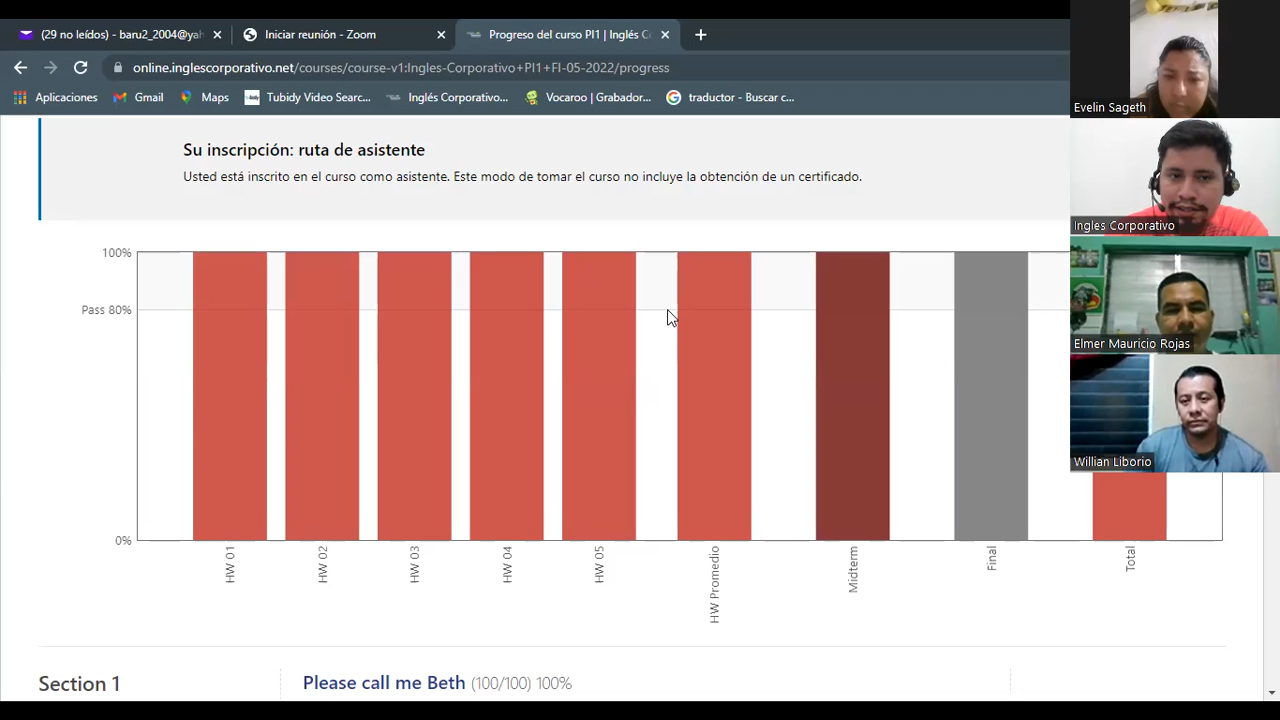 (29 no leídos) - baru2_2004@yah
Iniciar reunión - Zoom
Progreso del curso PI1 | Inglés C
online.inglescorporativo.net/courses/course-v1:Ingles-Corporativo+PI1+FI-05-2022/progress
Aplicaciones
Gmail
Maps
Tubidy Video Searc...
Inglés Corporativo...
Vocaroo | Grabador...
traductor - Buscar c...
Su inscripción: ruta de asistente
Usted está inscrito en el curso como asistente. Este modo de tomar el curso no incluye la obtención de un certificado.
100%
Pass 80%
0%
HW 01
HW 02
HW 03
HW 04
HW 05
HW Promedio
Midterm
Final
Total
Section 1
Please call me Beth (100/100) 100%
Evelin Sageth
Ingles Corporativo
Elmer Mauricio Rojas
Willian Liborio